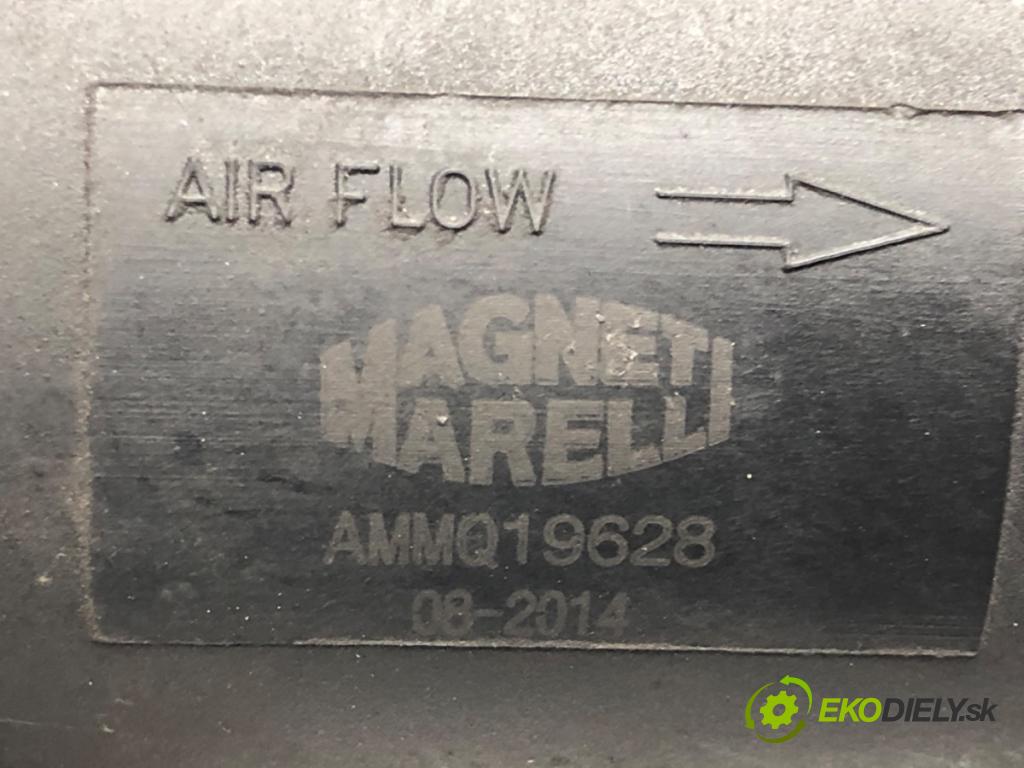 AIR FLOW
MAGNETI
MARELLI
AMMQ19628
08-2014
EKODIELY.sk